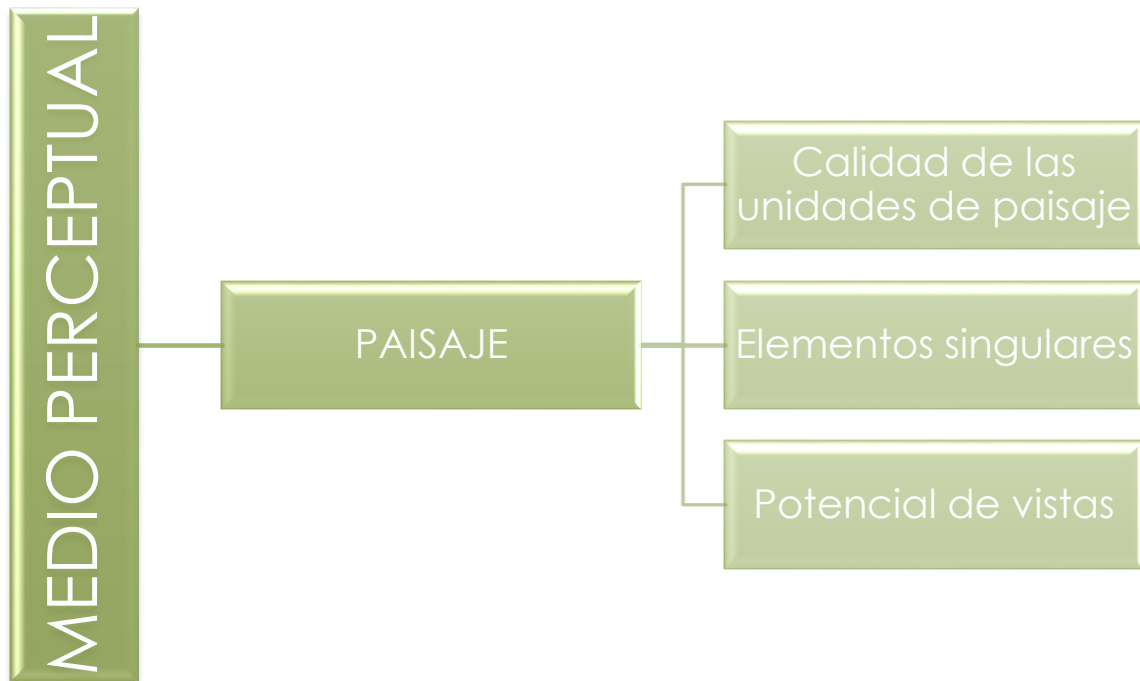 MEDIO PERCEPTUAL
PAISAJE
Calidad de las
unidades de paisaje
Elementos singulares
Potencial de vistas